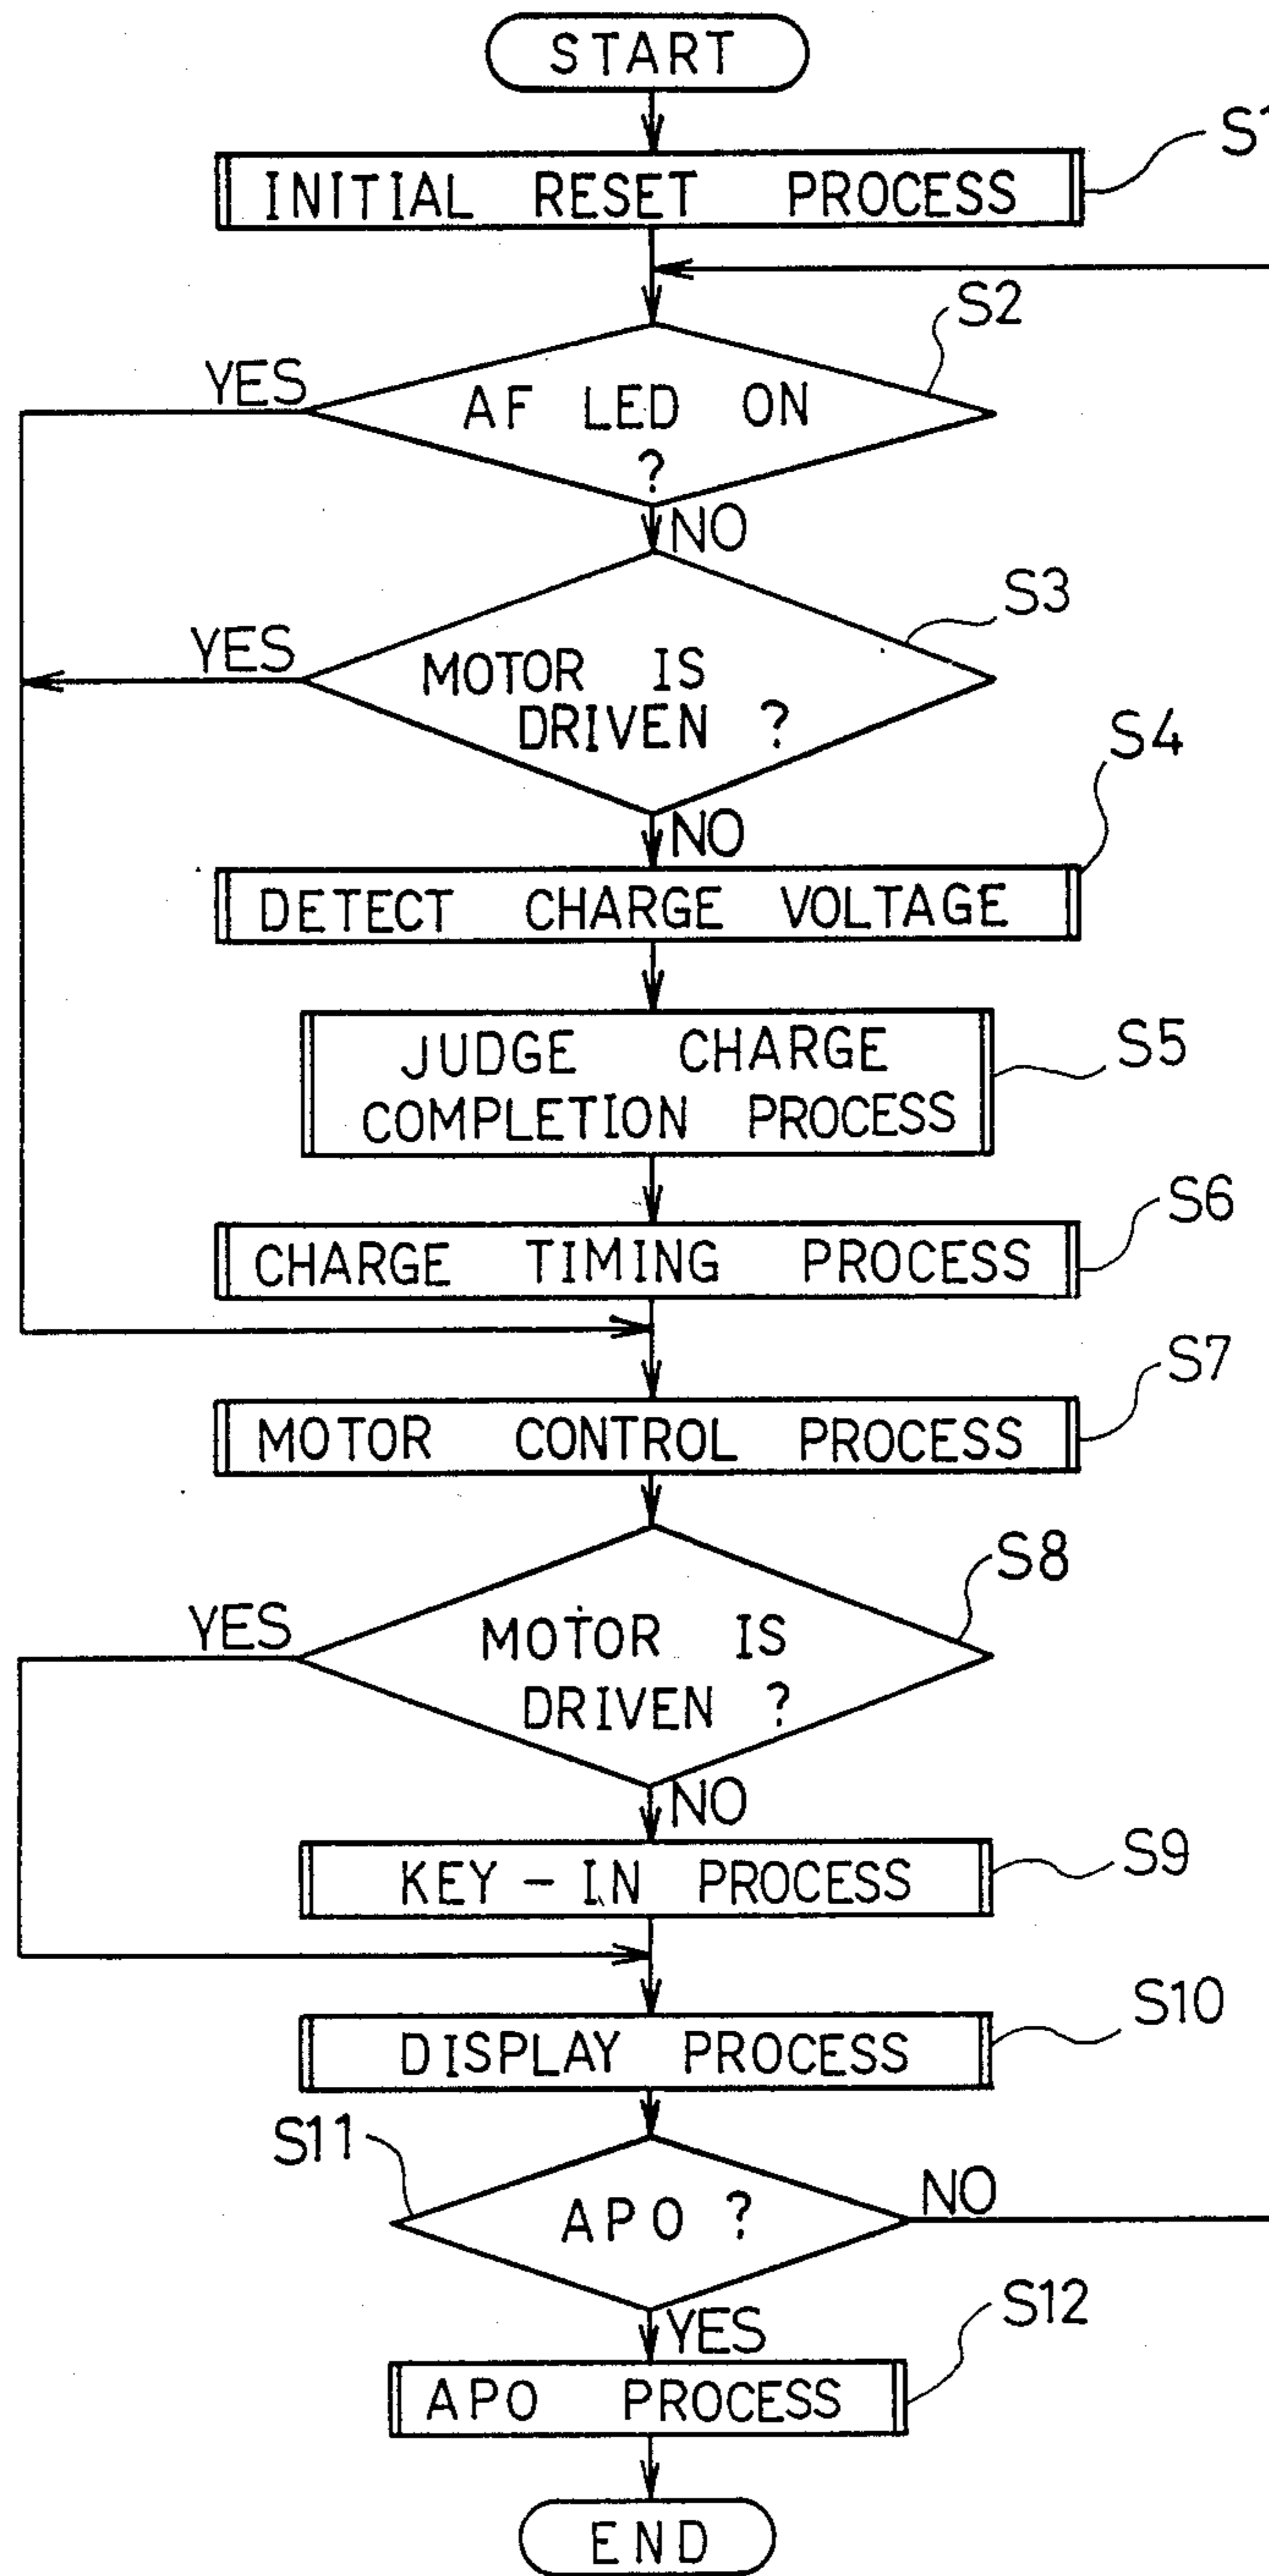 START
S1
INITIAL RESET PROCESS
S2
YES
AF LED ON
?
NO
S3
YES
MOTOR IS
DRIVEN ?
NO
S4
DETECT CHARGE VOLTAGE
JUDGE CHARGE
COMPLETION PROCESS
S5
S6
CHARGE TIMING PROCESS
S7
MOTOR CONTROL PROCESS
S8
YES
MOTOR IS
DRIVEN ?
NO
S9
KEY-IN PROCESS
S10
DISPLAY PROCESS
S11
NO
APO ?
S12
YES
APO PROCESS
END